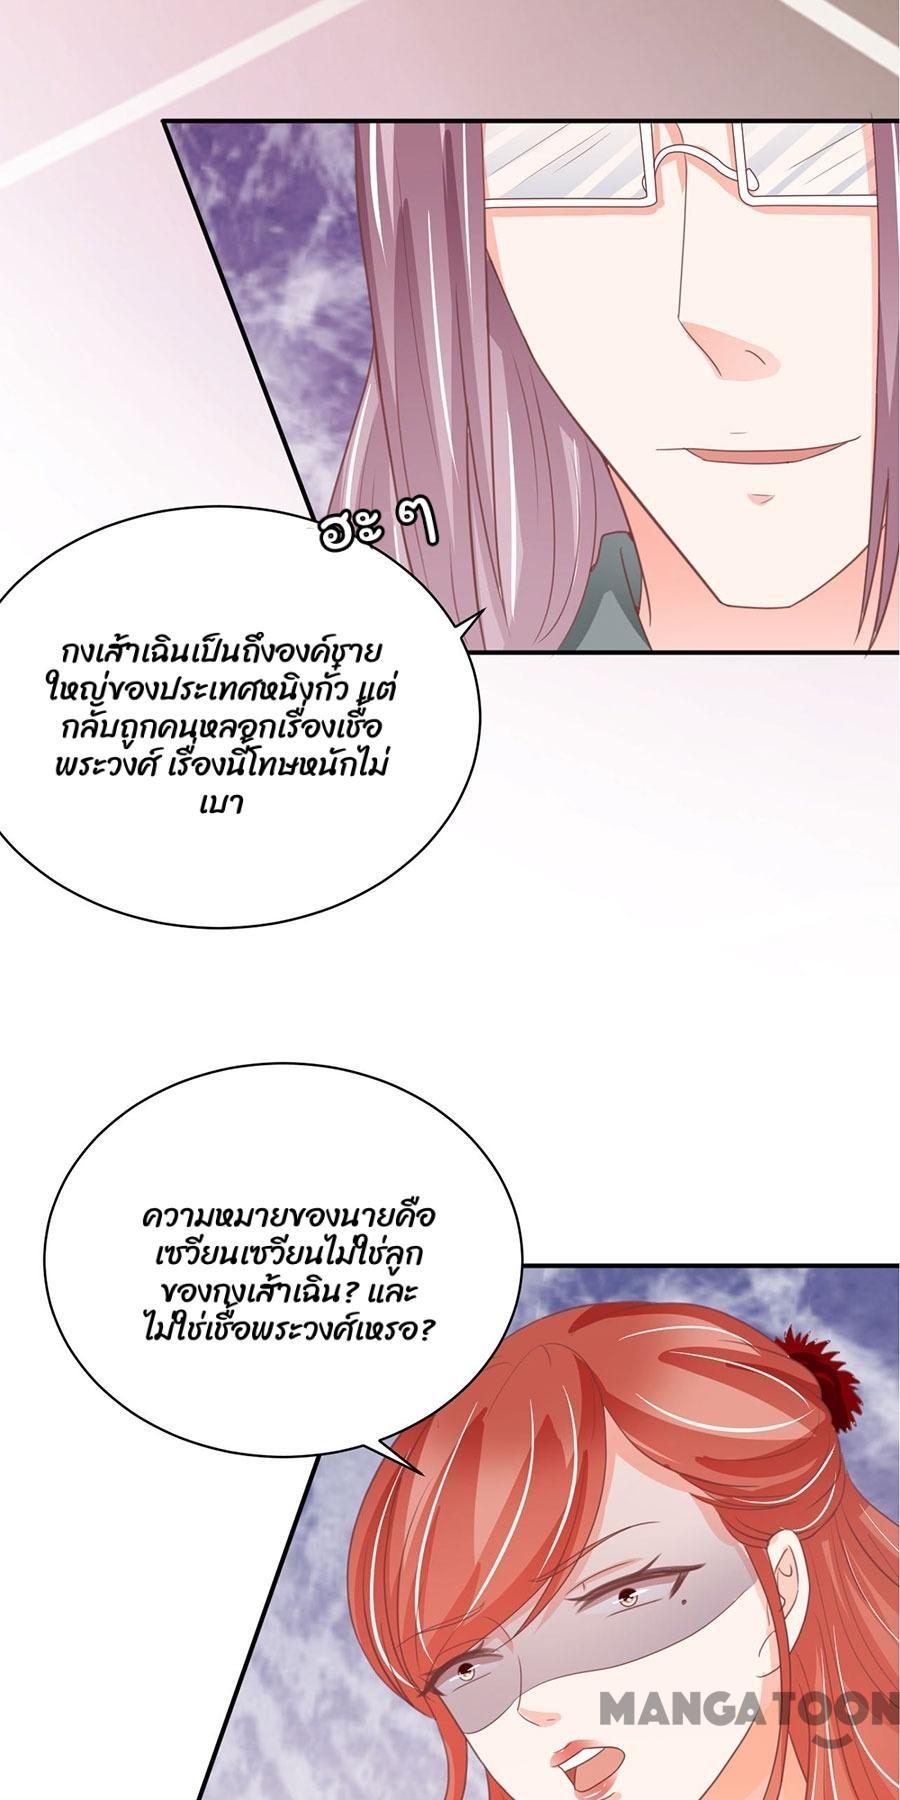 ฮะ ๆ
กงเส้าเฉินเป็นถึงองค์ชาย
ใหญ่ของประเทศหนิงกั๋ว แต่
กลับถูกคนหลอกเรื่องเชื้อ
พระวงศ์ เรื่องนี้โทษหนักไม่
เบา
ความหมายของนายคือ
เซวียนเซวียนไม่ใช่ลูก
ของกงเส้าเฉิน? และ
ไม่ใช่เชื้อพระวงศ์เหรอ?
MANGATOON